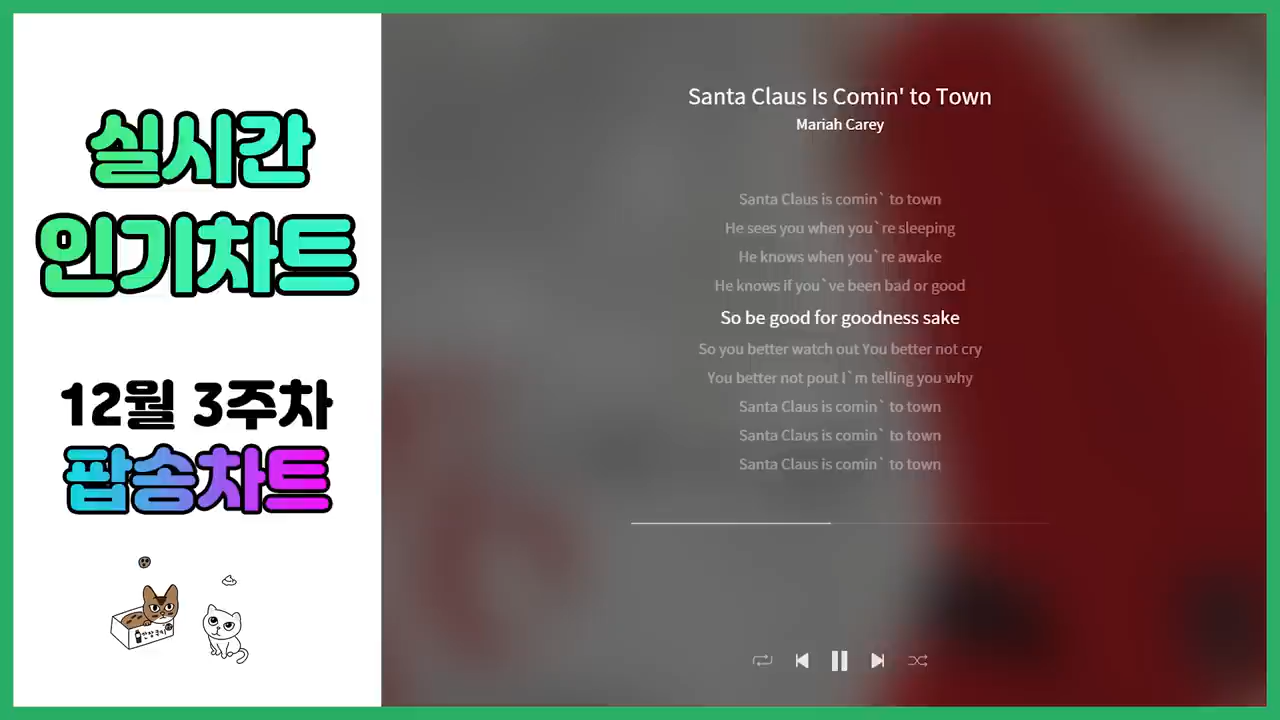 실시간
인기차트
12월 3주차
팝송차트
Santa Claus Is Comin' to Town
Mariah Carey
Santa Claus is comin` to town
He sees you when you`re sleeping
He knows when you`re awake
He knows if you`ve been bad or good
So be good for goodness sake
So you better watch out You better not cry
You better not pout I`m telling you why
Santa Claus is comin` to town
Santa Claus is comin` to town
Santa Claus is comin` to town